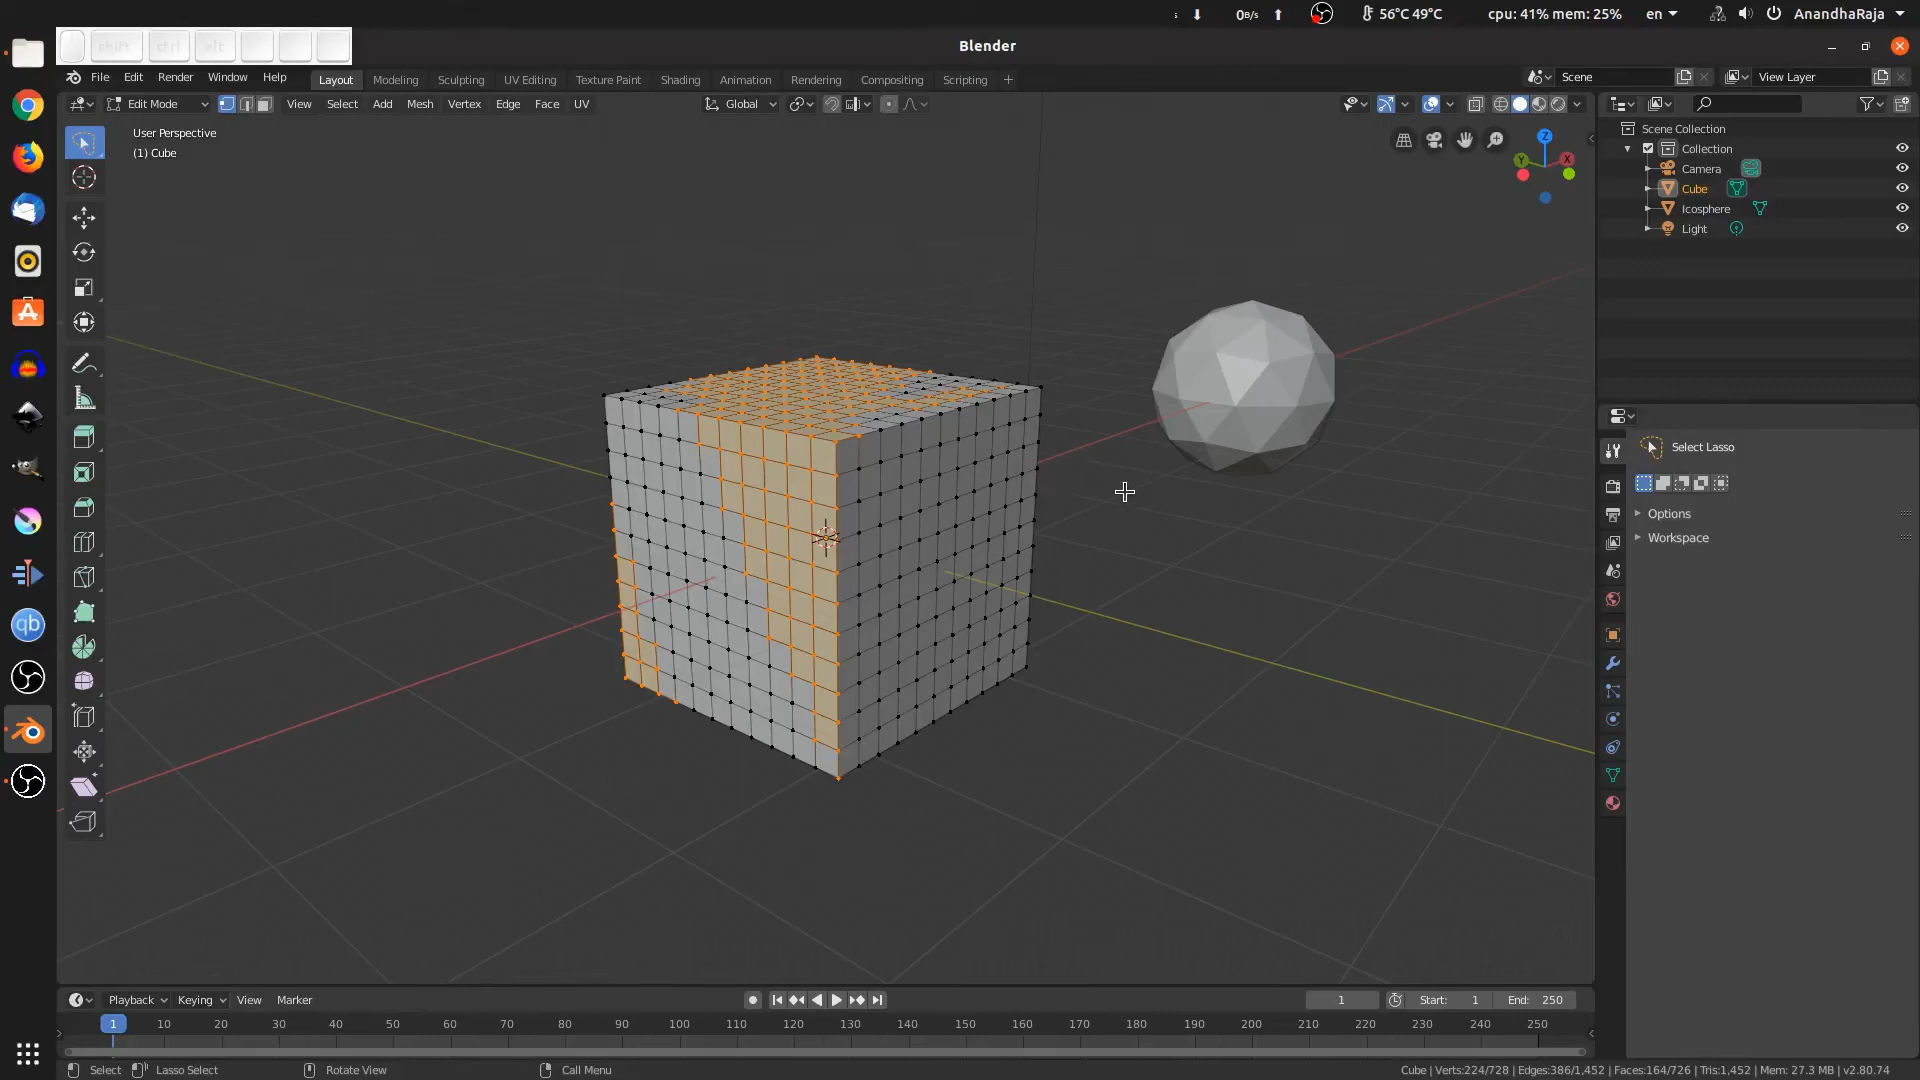 0B/s 56°C 49°C cpu: 41% mem: 25% en AnandhaRaja
shift ctrl alt
Blender
File Edit Render Window Help
Layout Modeling Sculpting UV Editing Texture Paint Shading Animation Rendering Compositing Scripting
Scene View Layer
Edit Mode View Select Add Mesh Vertex Edge Face UV
Global
User Perspective
(1) Cube
Z
Y
X
Scene Collection
Collection
Camera
Cube
Icosphere
Light
Select Lasso
Options
Workspace
qb
Playback Keying View Marker
1 Start: 1 End: 250
1 10 20 30 40 50 60 70 80 90 100 110 120 130 140 150 160 170 180 190 200 210 220 230 240 250
Select Lasso Select Rotate View Call Menu
Cube | Verts:224/728 | Edges:386/1,452 | Faces:164/726 | Tris:1,452 | Mem: 27.3 MB | v2.80.74